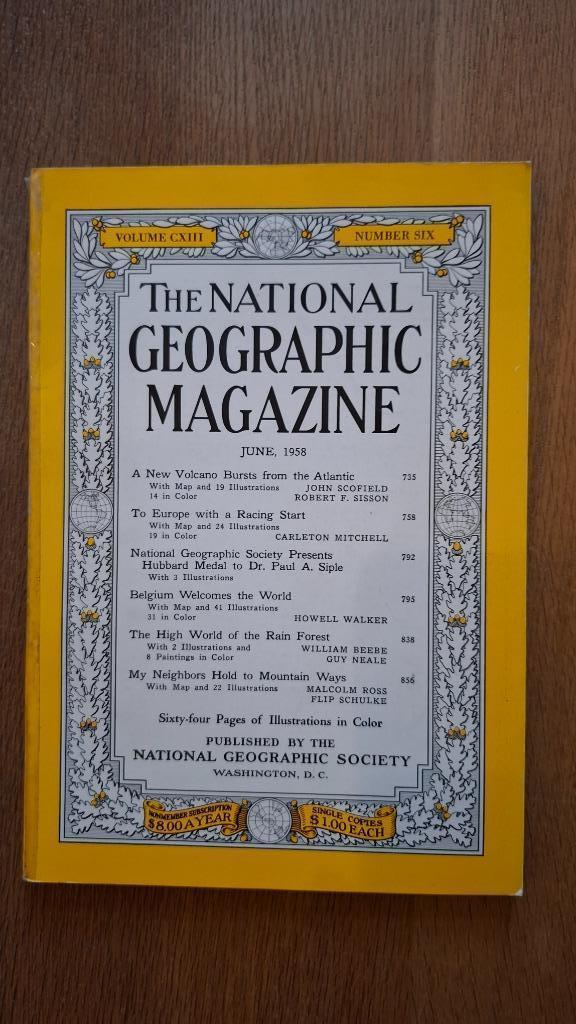 VOLUME CXIII
NUMBER SIX
THE NATIONAL
GEOGRAPHIC
MAGAZINE
JUNE, 1958
A New Volcano Bursts from the Atlantic 735
With Map and 19 Illustrations JOHN SCOFIELD
14 in Color ROBERT F. SISSON
To Europe with a Racing Start 758
With Map and 24 Illustrations
19 in Color CARLETON MITCHELL
National Geographic Society Presents 792
Hubbard Medal to Dr. Paul A. Siple
With 3 Illustrations
Belgium Welcomes the World 795
With Map and 41 Illustrations
31 in Color HOWELL WALKER
The High World of the Rain Forest 838
With 2 Illustrations and WILLIAM BEEBE
8 Paintings in Color GUY NEALE
My Neighbors Hold to Mountain Ways 856
With Map and 22 Illustrations MALCOLM ROSS
FLIP SCHULKE
Sixty-four Pages of Illustrations in Color
PUBLISHED BY THE
NATIONAL GEOGRAPHIC SOCIETY
WASHINGTON, D. C.
NONMEMBER SUBSCRIPTION
$8.00 A YEAR
SINGLE COPIES
$1.00 EACH